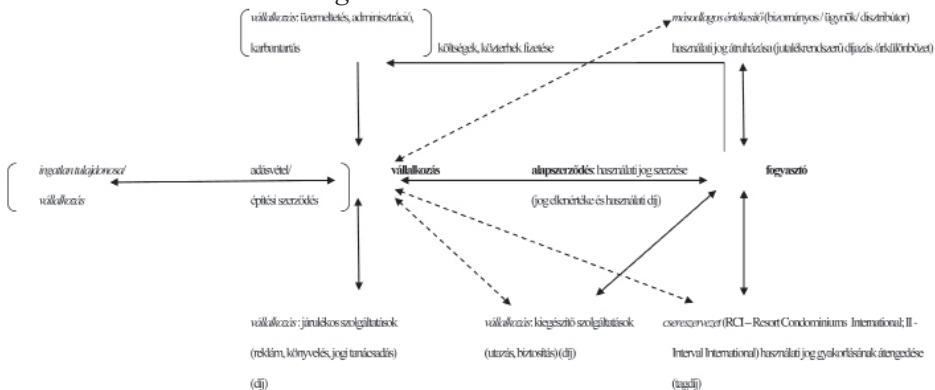 vállalkozás: üzemeltetés, adminisztráció,
karbantartás
költségek, közterhek fizetése
másodlagos értékesítő (bizományos / ügynök / disztribútor)
használati jog átruházása (jutalékrendszerű díjazás /árkülönbözet)
ingatlan tulajdonosa/
vállalkozás
adásvétel/
építési szerződés
vállalkozás
alapszerződés: használati jog szerzése
(jog ellenértéke és használati díj)
fogyasztó
vállalkozás : járulékos szolgáltatások
(reklám, könyvelés, jogi tanácsadás)
(díj)
vállalkozás: kiegészítő szolgáltatások
(utazás, biztosítás) (díj)
csereszervezet (RCI – Resort Condominiums International; II -
Interval International) használati jog gyakorlásának átengedése
(tagdíj)